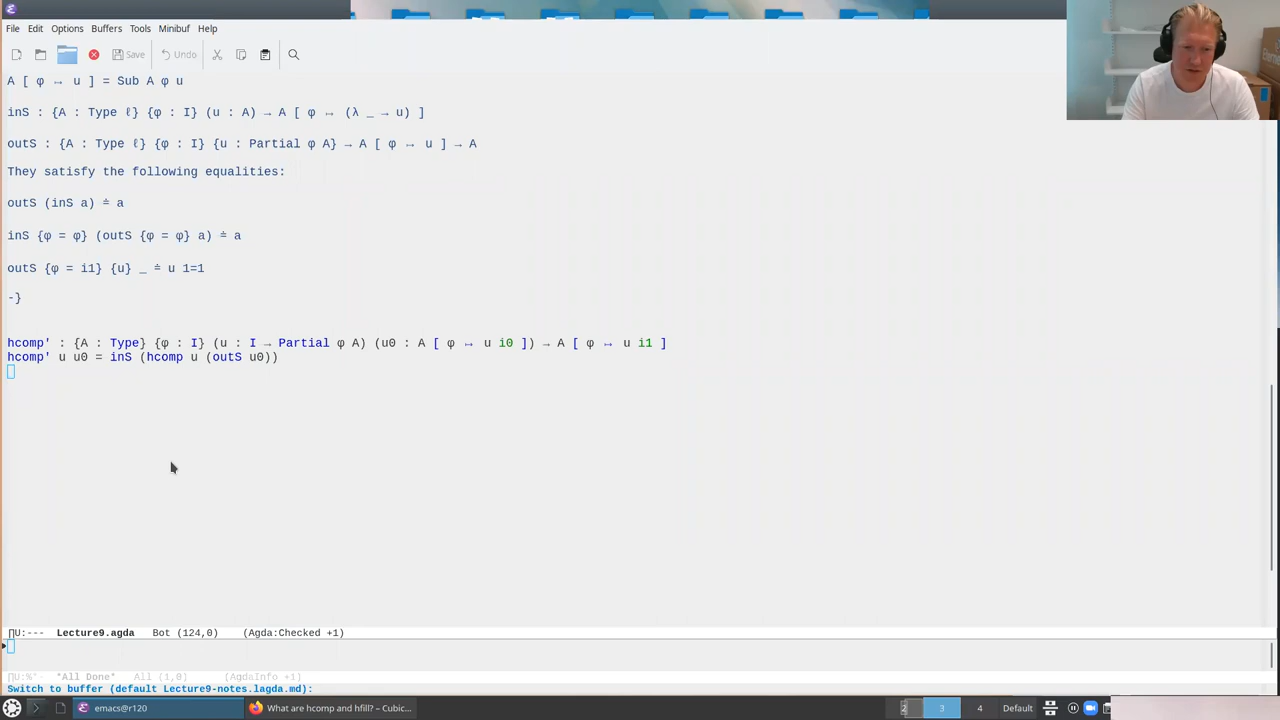 File Edit Options Buffers Tools Minibuf Help
Save Undo
A [ φ ↦ u ] = Sub A φ u
inS : {A : Type ℓ} {φ : I} (u : A) → A [ φ ↦ (λ _ → u) ]
outS : {A : Type ℓ} {φ : I} {u : Partial φ A} → A [ φ ↦ u ] → A
They satisfy the following equalities:
outS (inS a) ≐ a
inS {φ = φ} (outS {φ = φ} a) ≐ a
outS {φ = i1} {u} _ ≐ u 1=1
-}
hcomp' : {A : Type} {φ : I} (u : I → Partial φ A) (u0 : A [ φ ↦ u i0 ]) → A [ φ ↦ u i1 ]
hcomp' u u0 = inS (hcomp u (outS u0))
∏U:--- Lecture9.agda Bot (124,0) (Agda:Checked +1)
∏U:%*- *All Done* All (1,0) (AgdaInfo +1)
Switch to buffer (default Lecture9-notes.lagda.md):
emacs@r120 What are hcomp and hfill? – Cubic... 2 3 4 Default